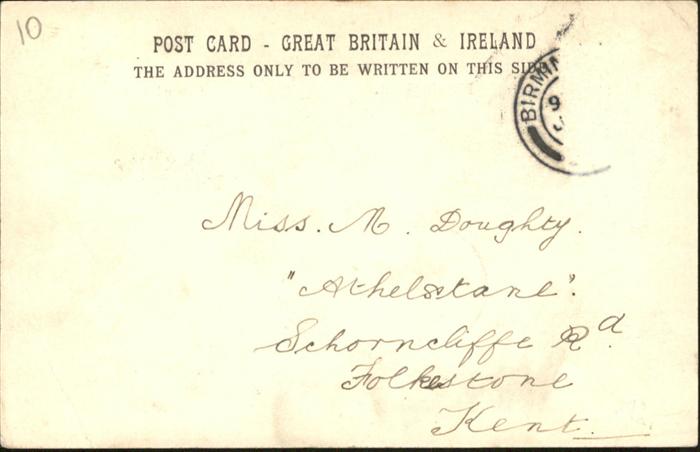 10
POST CARD - GREAT BRITAIN & IRELAND
THE ADDRESS ONLY TO BE WRITTEN ON THIS SIDE
BIRMIN
9
Miss. M. Doughty.
"Athelstane".
Schorncliffe Rd.
Folkestone
Kent.